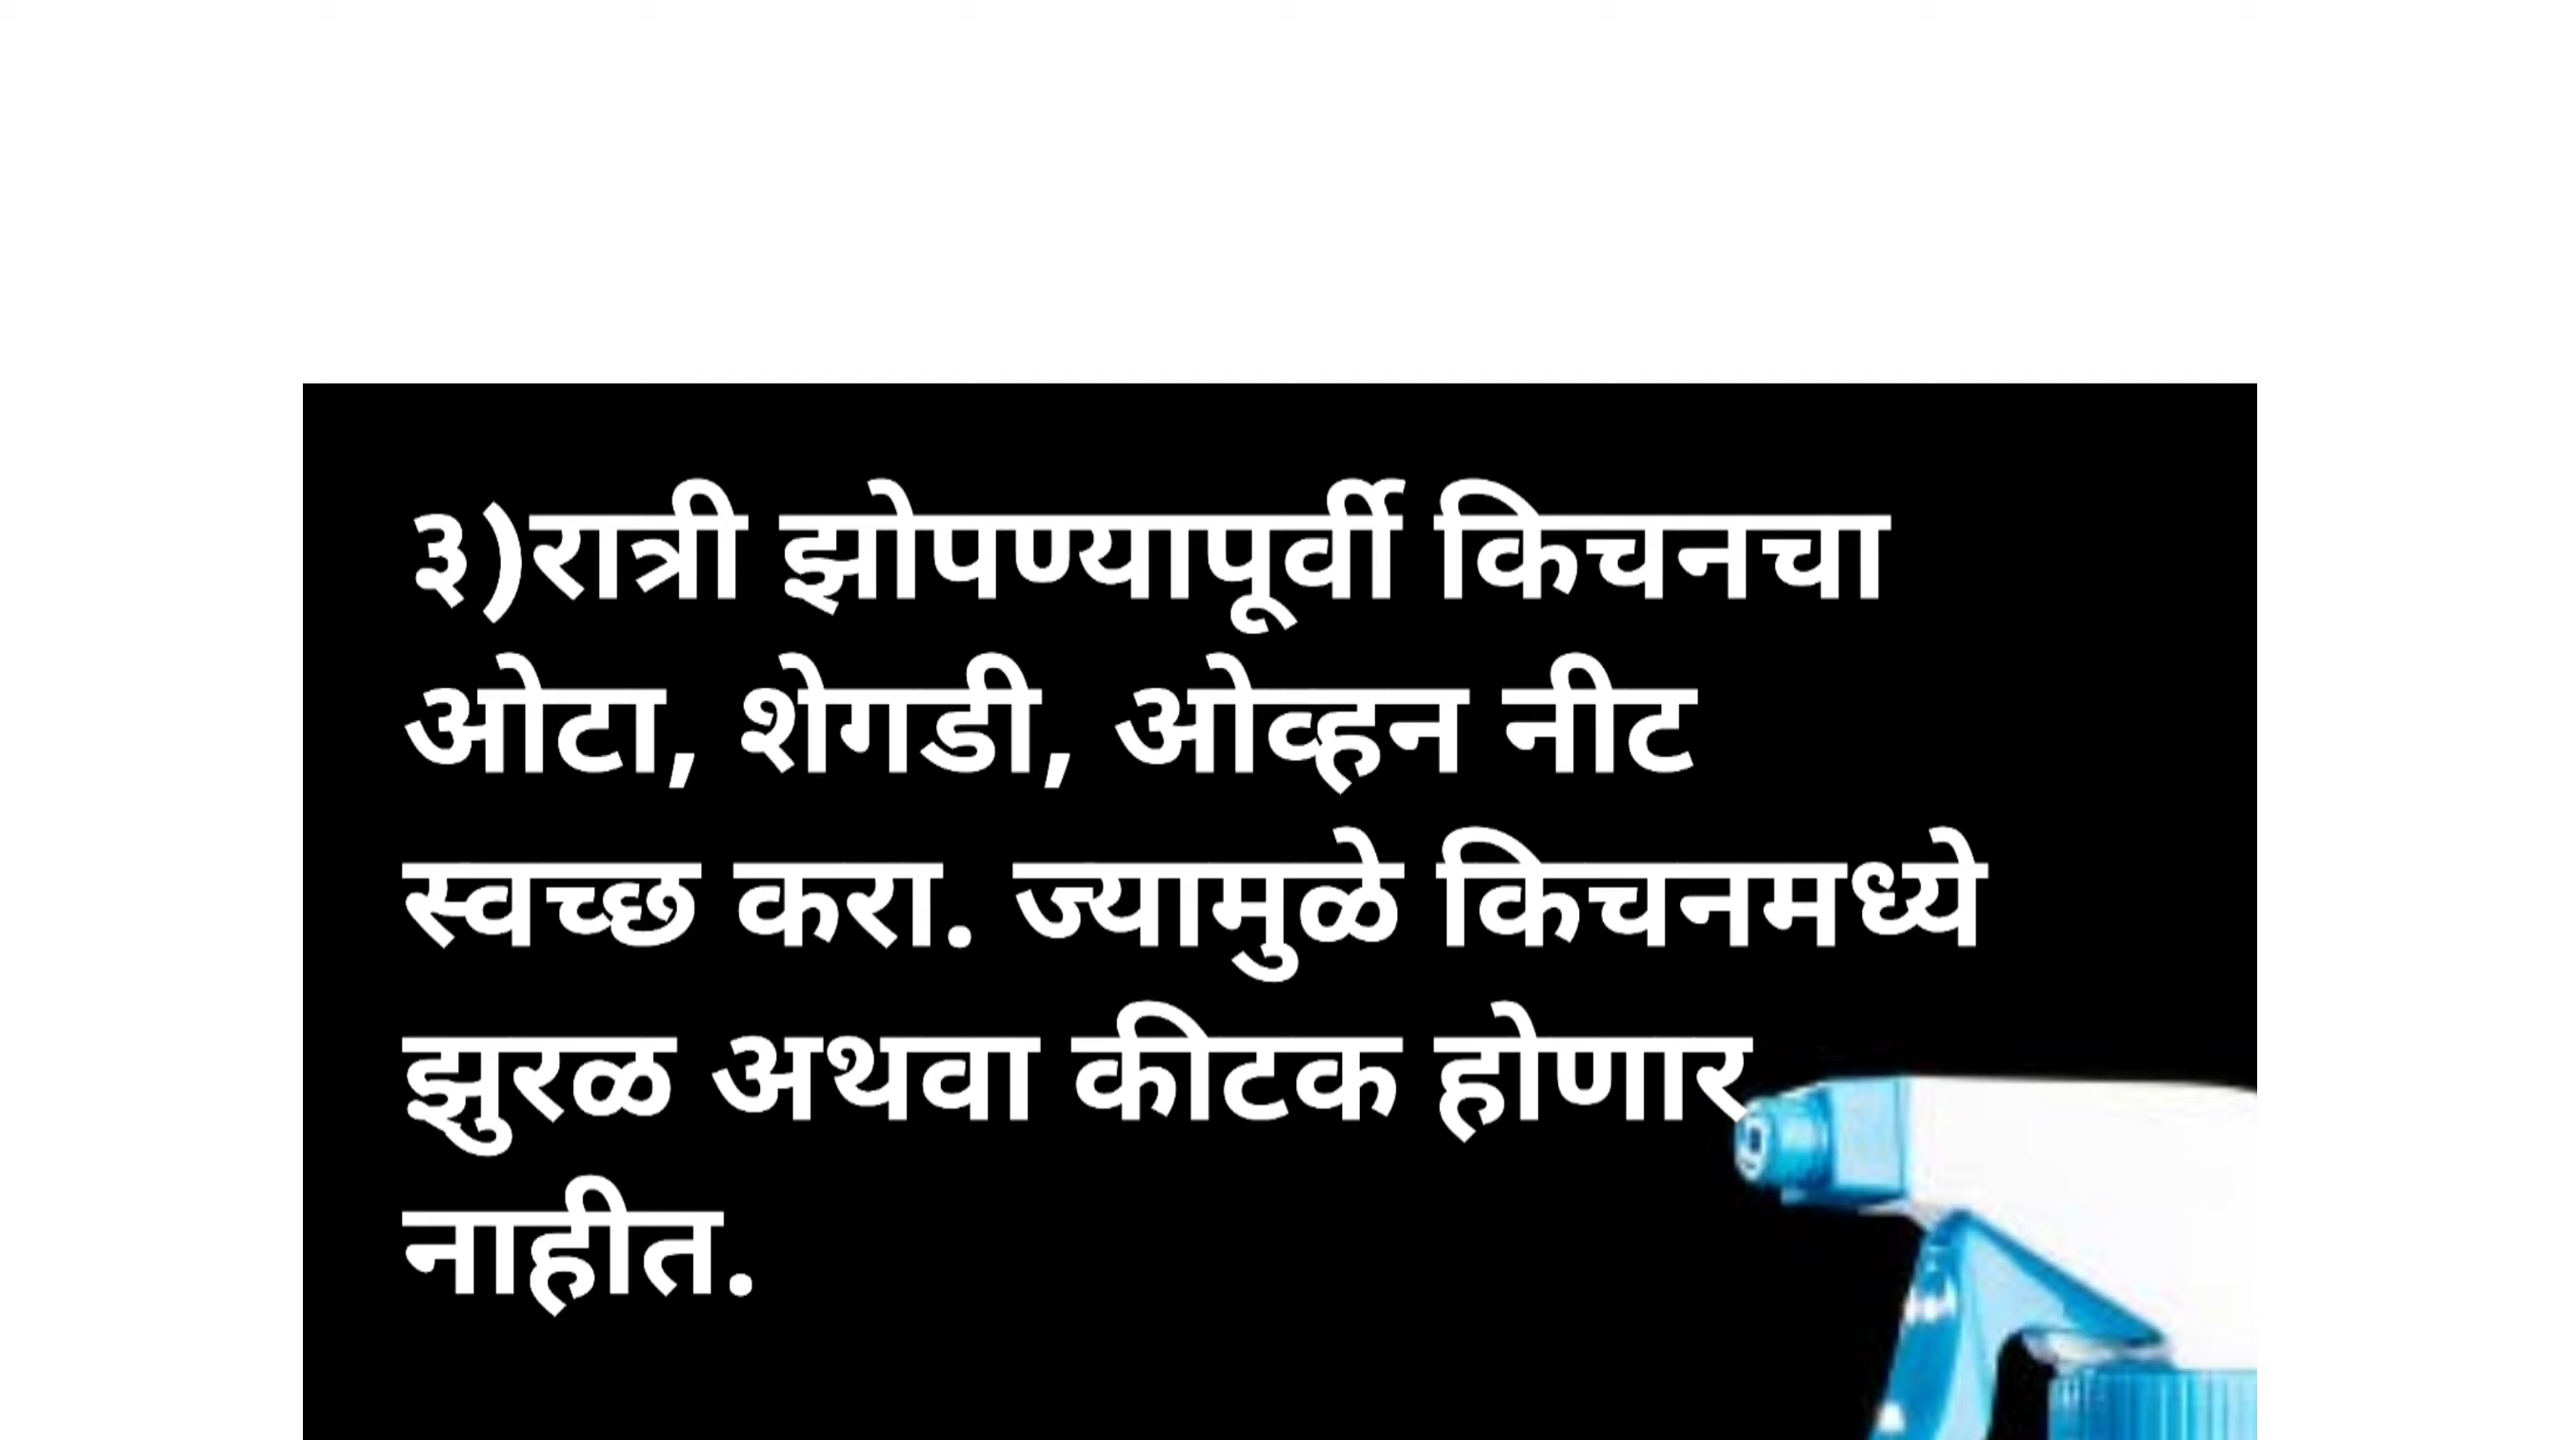 ३)रात्री झोपण्यापूर्वी किचनचा
ओटा, शेगडी, ओव्हन नीट
स्वच्छ करा. ज्यामुळे किचनमध्ये
झुरळ अथवा कीटक होणार
नाहीत.